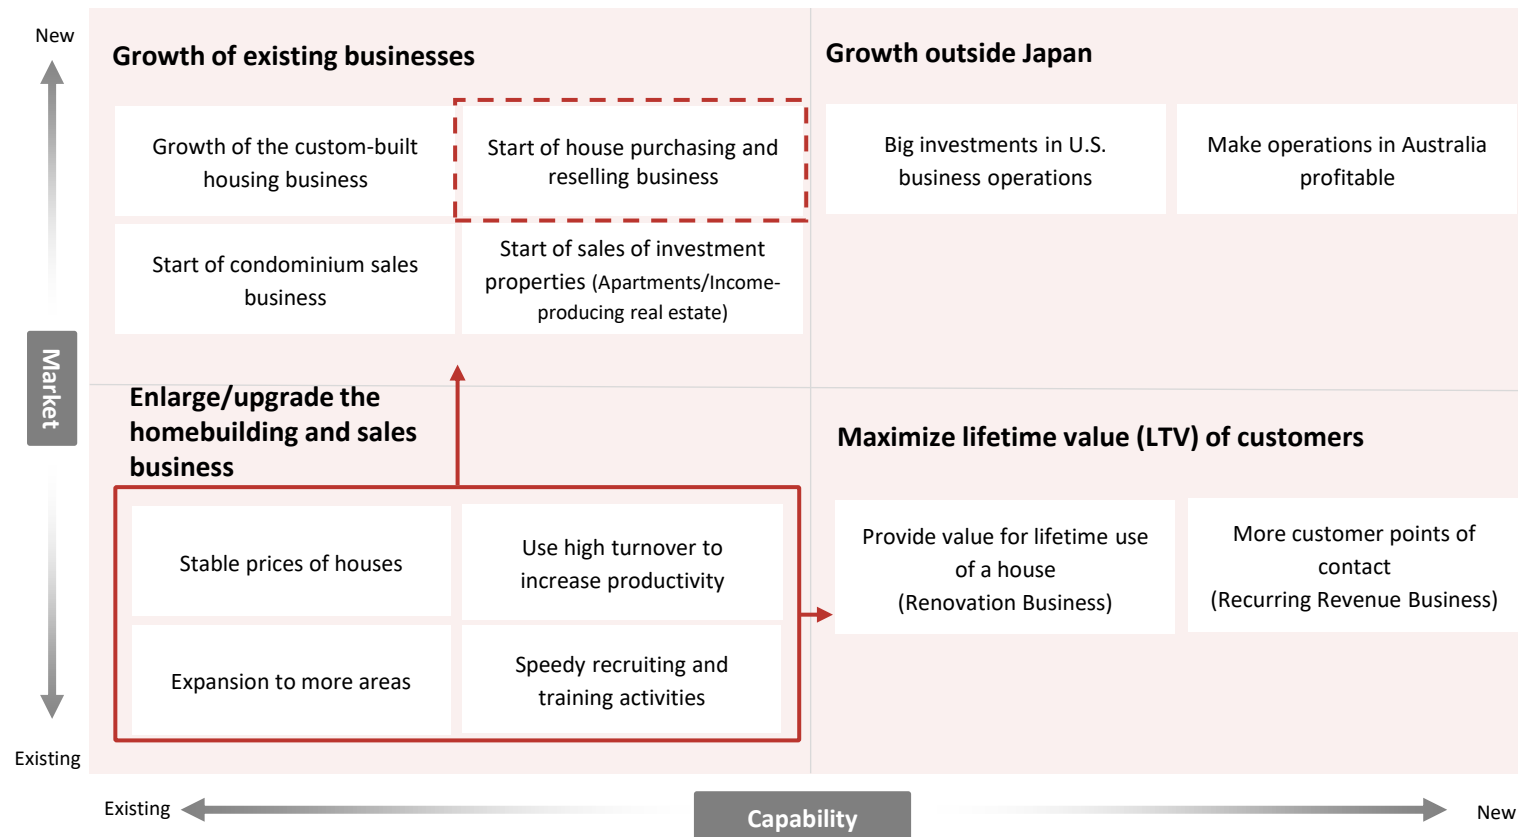 New
Growth of existing businesses
Growth of the custom-built
housing business
Start of house purchasing and
reselling business
Start of condominium sales
business
Start of sales of investment
properties (Apartments/Income-
producing real estate)
Growth outside Japan
Big investments in U.S.
business operations
Make operations in Australia
profitable
Market
Enlarge/upgrade the
homebuilding and sales
business
Stable prices of houses
Use high turnover to
increase productivity
Expansion to more areas
Speedy recruiting and
training activities
Maximize lifetime value (LTV) of customers
Provide value for lifetime use
of a house
(Renovation Business)
More customer points of
contact
(Recurring Revenue Business)
Existing
Existing
Capability
New